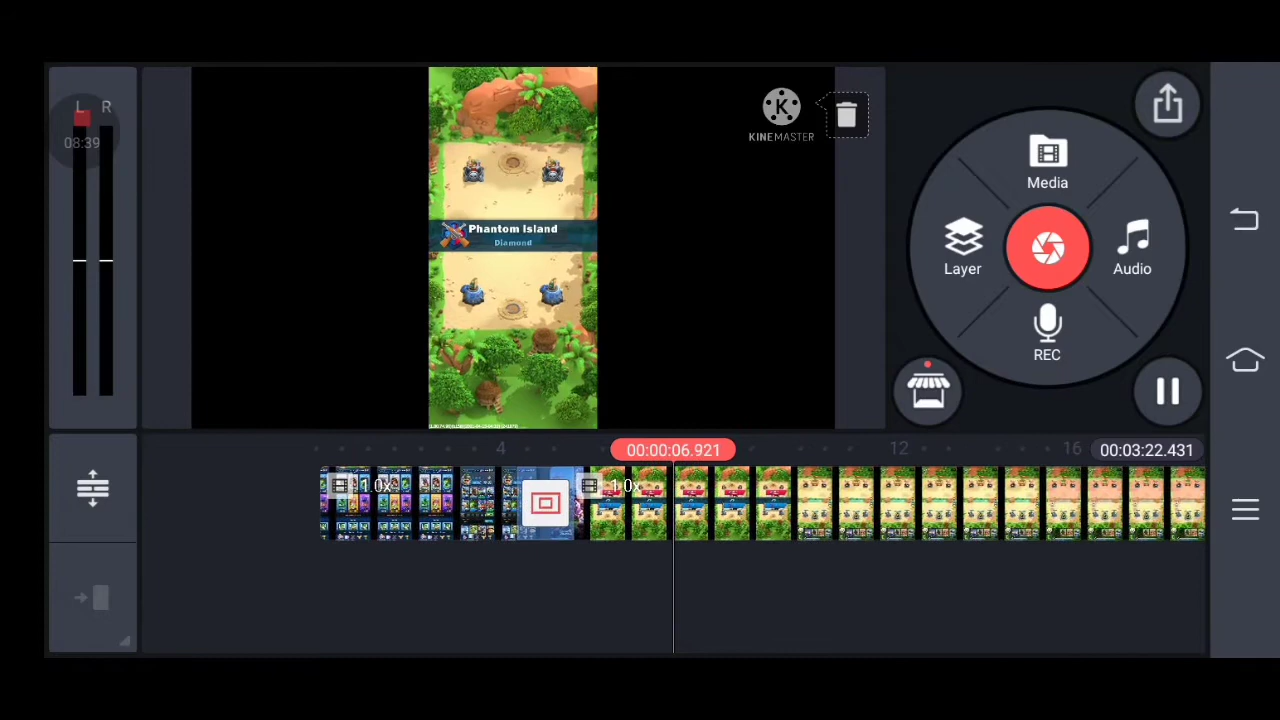 L R
08:39
KINEMASTER
Phantom Island
Diamond
Media
Layer
Audio
REC
4
00:00:06.921
12
16
00:03:22.431
1.0x
1.0x